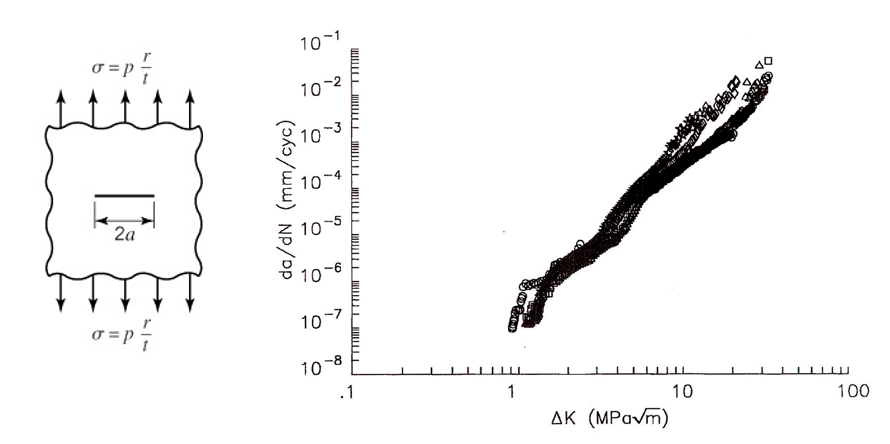 σ = p r/t
2a
σ = p r/t
da/dN (mm/cyc)
10⁻¹
10⁻²
10⁻³
10⁻⁴
10⁻⁵
10⁻⁶
10⁻⁷
10⁻⁸
.1 1 10 100
ΔK (MPa√m)